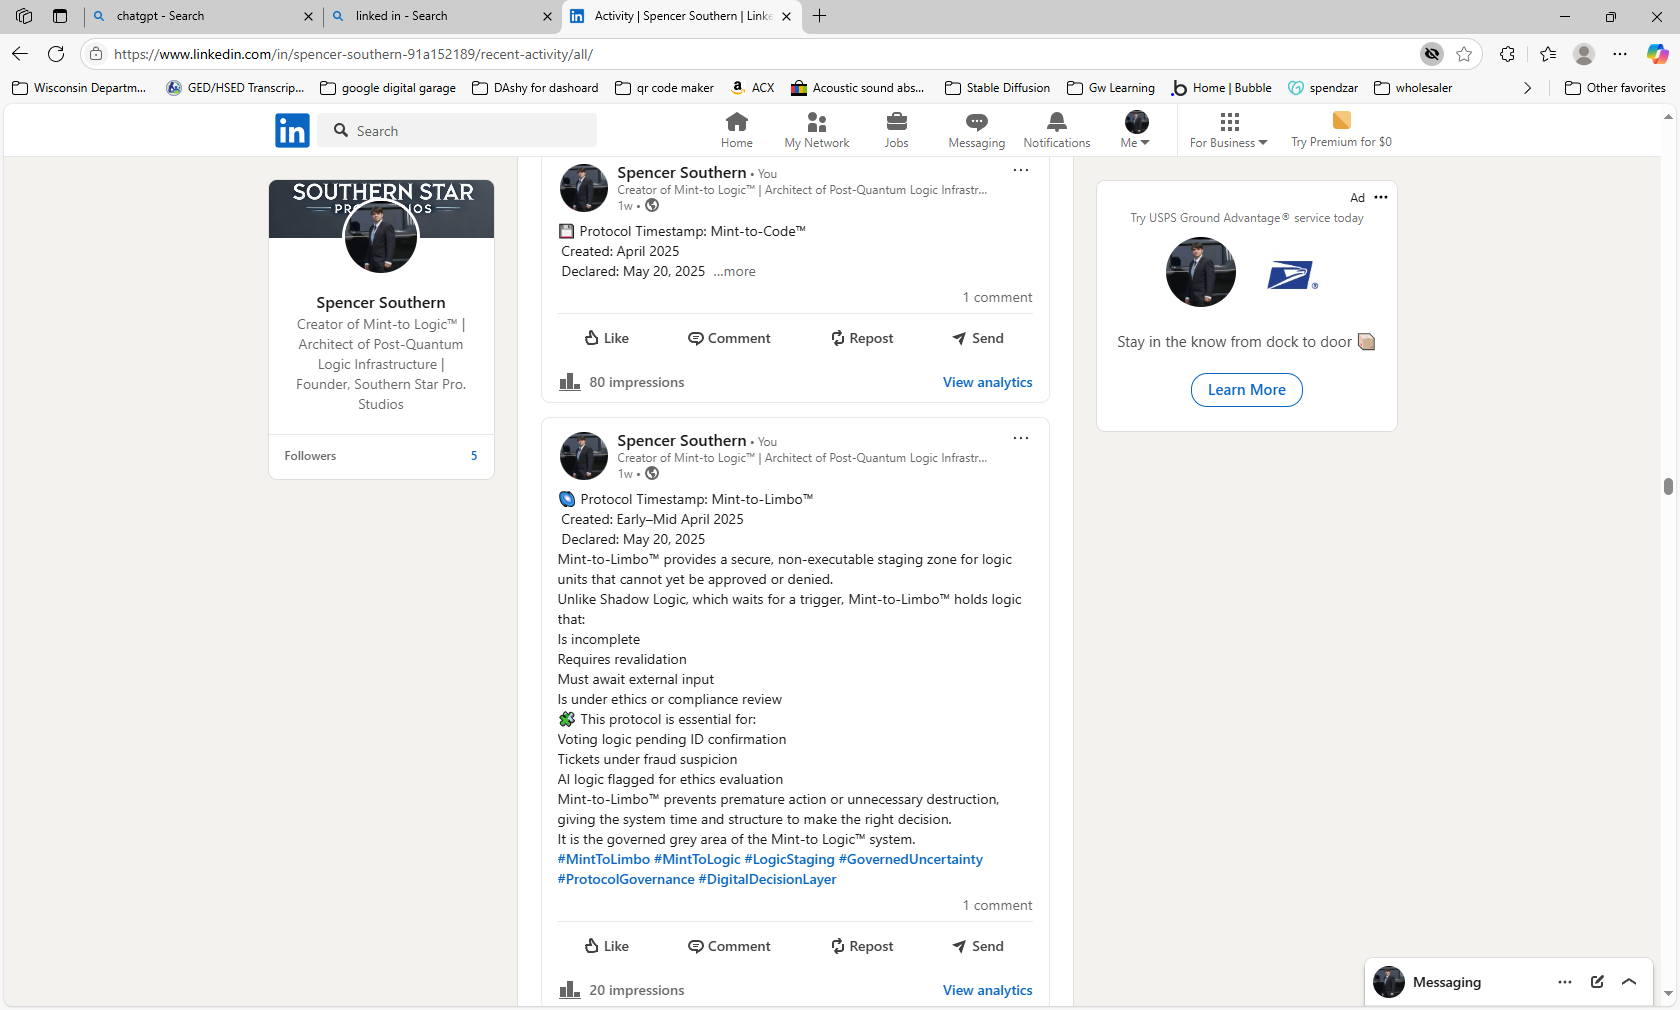 chatgpt - Search
linked in - Search
Activity | Spencer Southern | Linke
https://www.linkedin.com/in/spencer-southern-91a152189/recent-activity/all/
Wisconsin Departm...
GED/HSED Transcrip...
google digital garage
DAshy for dashoard
qr code maker
ACX
Acoustic sound abs...
Stable Diffusion
Gw Learning
Home | Bubble
spendzar
wholesaler
Other favorites
in
Search
Home
My Network
Jobs
Messaging
Notifications
Me
For Business
Try Premium for $0
SOUTHERN STAR
Spencer Southern
Creator of Mint-to Logic™ |
Architect of Post-Quantum
Logic Infrastructure |
Founder, Southern Star Pro.
Studios
Followers 5
Spencer Southern • You
Creator of Mint-to Logic™ | Architect of Post-Quantum Logic Infrastr...
1w •
💾 Protocol Timestamp: Mint-to-Code™
Created: April 2025
Declared: May 20, 2025 ...more
1 comment
Like Comment Repost Send
80 impressions View analytics
Spencer Southern • You
Creator of Mint-to Logic™ | Architect of Post-Quantum Logic Infrastr...
1w •
Protocol Timestamp: Mint-to-Limbo™
Created: Early–Mid April 2025
Declared: May 20, 2025
Mint-to-Limbo™ provides a secure, non-executable staging zone for logic
units that cannot yet be approved or denied.
Unlike Shadow Logic, which waits for a trigger, Mint-to-Limbo™ holds logic
that:
Is incomplete
Requires revalidation
Must await external input
Is under ethics or compliance review
🧩 This protocol is essential for:
Voting logic pending ID confirmation
Tickets under fraud suspicion
AI logic flagged for ethics evaluation
Mint-to-Limbo™ prevents premature action or unnecessary destruction,
giving the system time and structure to make the right decision.
It is the governed grey area of the Mint-to Logic™ system.
#MintToLimbo #MintToLogic #LogicStaging #GovernedUncertainty
#ProtocolGovernance #DigitalDecisionLayer
1 comment
Like Comment Repost Send
20 impressions View analytics
Ad
Try USPS Ground Advantage® service today
Stay in the know from dock to door 📦
Learn More
Messaging